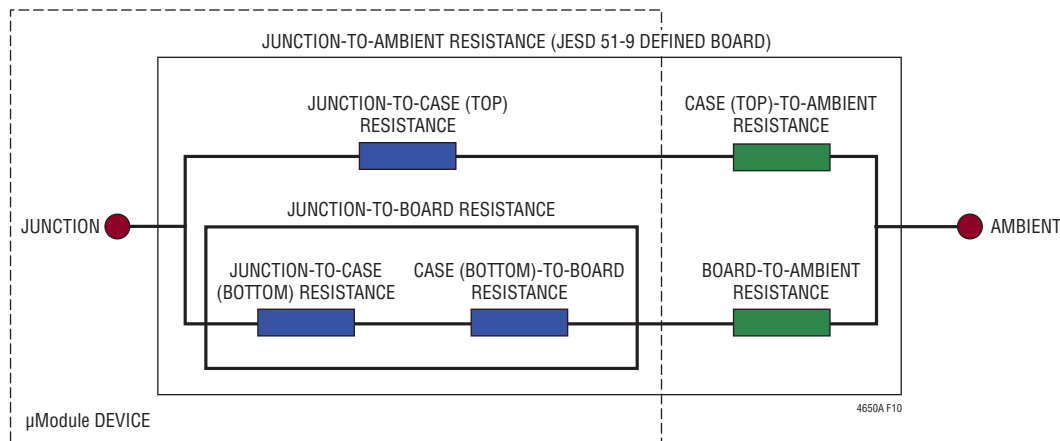 JUNCTION-TO-AMBIENT RESISTANCE (JESD 51-9 DEFINED BOARD)
JUNCTION-TO-CASE (TOP)
RESISTANCE
CASE (TOP)-TO-AMBIENT
RESISTANCE
JUNCTION
JUNCTION-TO-BOARD RESISTANCE
AMBIENT
JUNCTION-TO-CASE
(BOTTOM) RESISTANCE
CASE (BOTTOM)-TO-BOARD
RESISTANCE
BOARD-TO-AMBIENT
RESISTANCE
4650A F10
µModule DEVICE